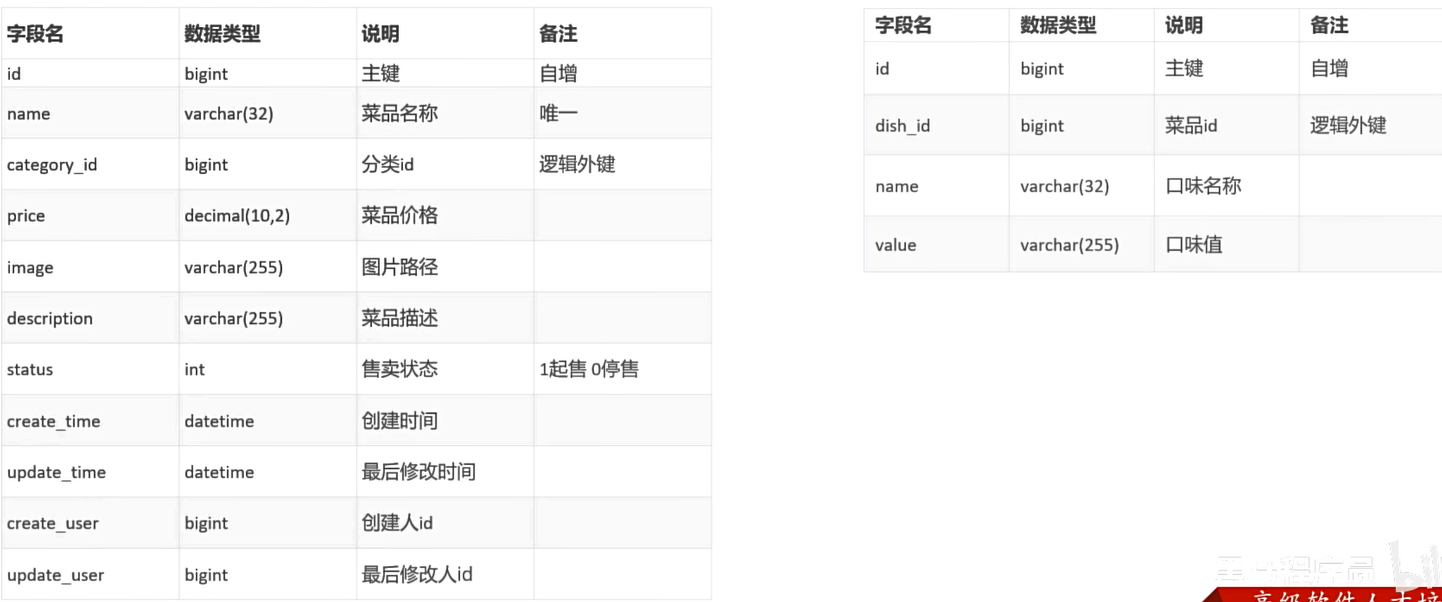 字段名 数据类型 说明 备注
id bigint 主键 自增
name varchar(32) 菜品名称 唯一
category_id bigint 分类id 逻辑外键
price decimal(10,2) 菜品价格
image varchar(255) 图片路径
description varchar(255) 菜品描述
status int 售卖状态 1起售 0停售
create_time datetime 创建时间
update_time datetime 最后修改时间
create_user bigint 创建人id
update_user bigint 最后修改人id
字段名 数据类型 说明 备注
id bigint 主键 自增
dish_id bigint 菜品id 逻辑外键
name varchar(32) 口味名称
value varchar(255) 口味值
高级软件人才培